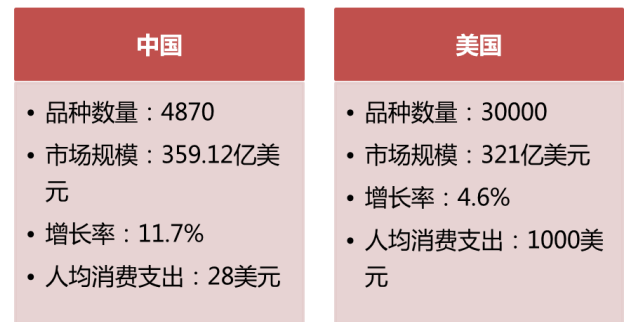 中国
• 品种数量：4870
• 市场规模：359.12亿美
元
• 增长率：11.7%
• 人均消费支出：28美元
美国
• 品种数量：30000
• 市场规模：321亿美元
• 增长率：4.6%
• 人均消费支出：1000美
元